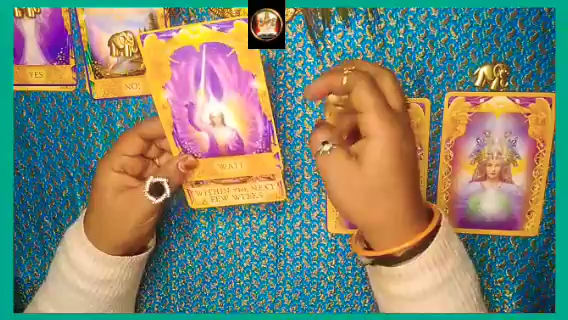 YES
NO
WAIT
WITHIN THE NEXT
FEW WEEKS